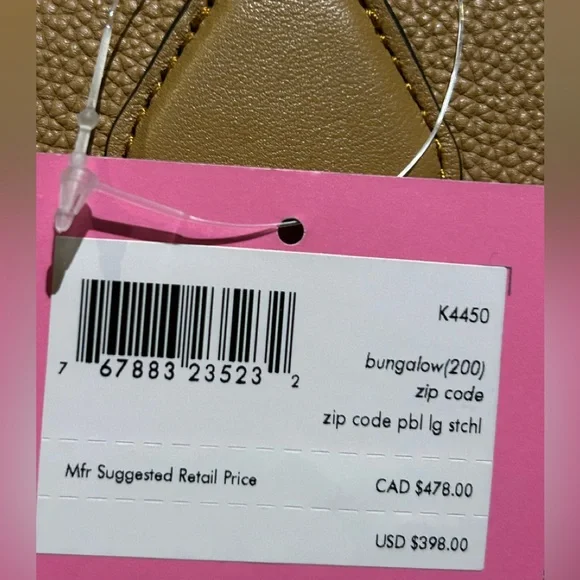 K4450
7 67883 23523 2
bungalow(200)
zip code
zip code pbl lg stchl
Mfr Suggested Retail Price CAD $478.00
USD $398.00